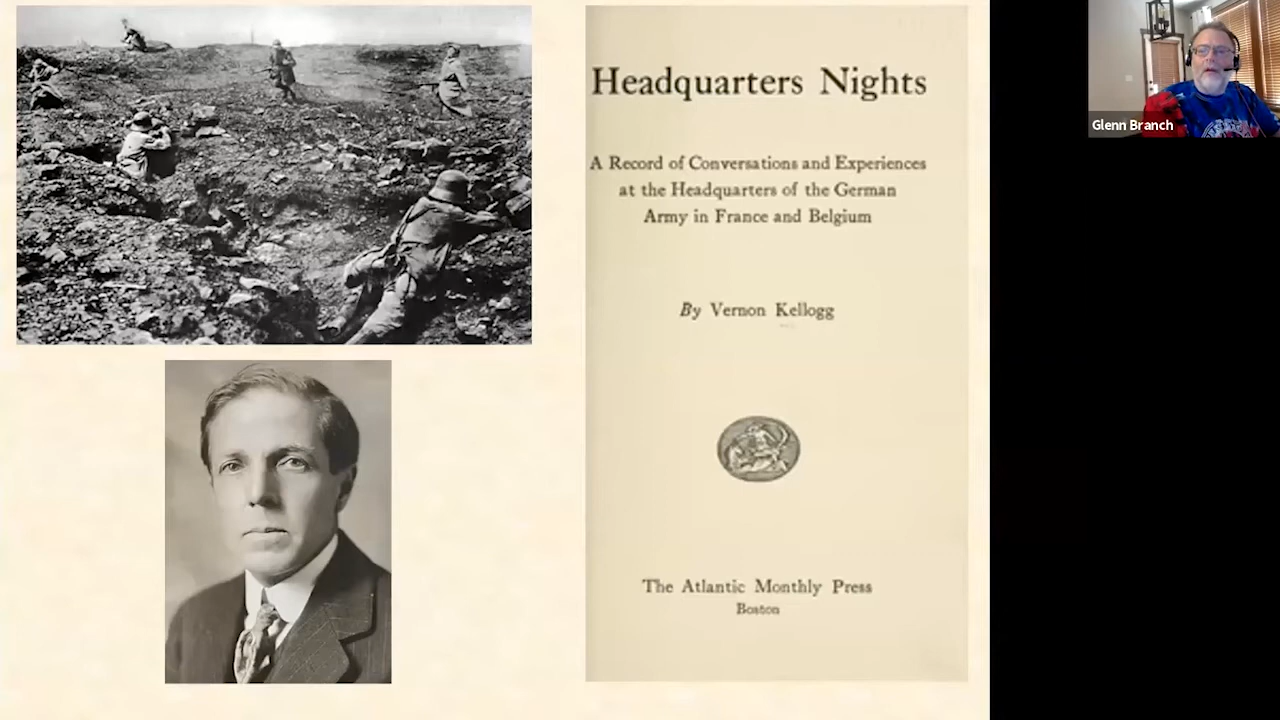 Headquarters Nights
A Record of Conversations and Experiences
at the Headquarters of the German
Army in France and Belgium
By Vernon Kellogg
The Atlantic Monthly Press
Boston
Glenn Branch